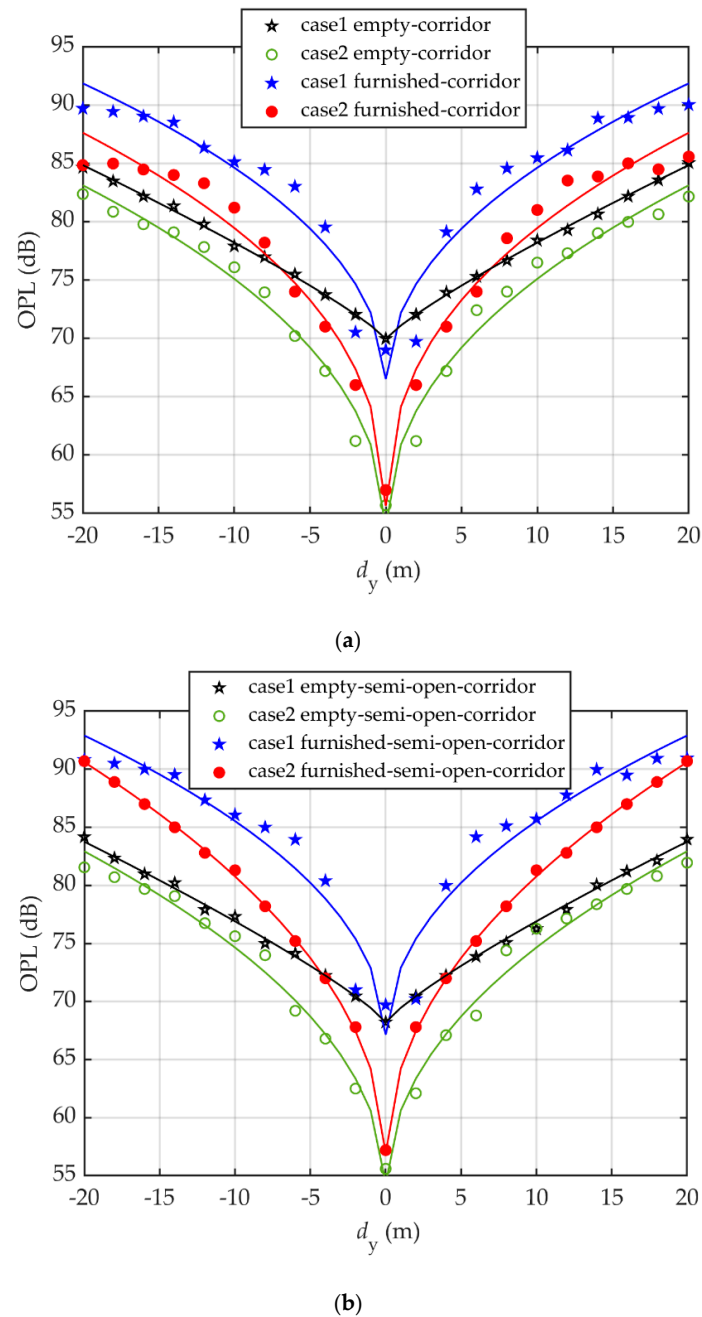 case1 empty-corridor
case2 empty-corridor
case1 furnished-corridor
case2 furnished-corridor
95
90
85
80
75
70
65
60
55
OPL (dB)
-20 -15 -10 -5 0 5 10 15 20
dy (m)
(a)
case1 empty-semi-open-corridor
case2 empty-semi-open-corridor
case1 furnished-semi-open-corridor
case2 furnished-semi-open-corridor
95
90
85
80
75
70
65
60
55
OPL (dB)
-20 -15 -10 -5 0 5 10 15 20
dy (m)
(b)